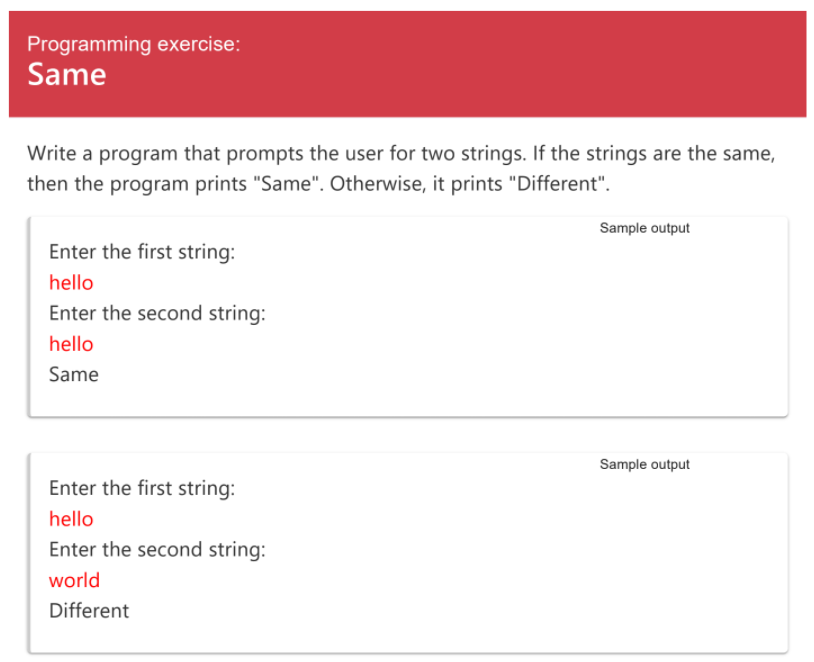 Programming exercise:
Same
Write a program that prompts the user for two strings. If the strings are the same,
then the program prints "Same". Otherwise, it prints "Different".
Sample output
Enter the first string:
hello
Enter the second string:
hello
Same
Sample output
Enter the first string:
hello
Enter the second string:
world
Different